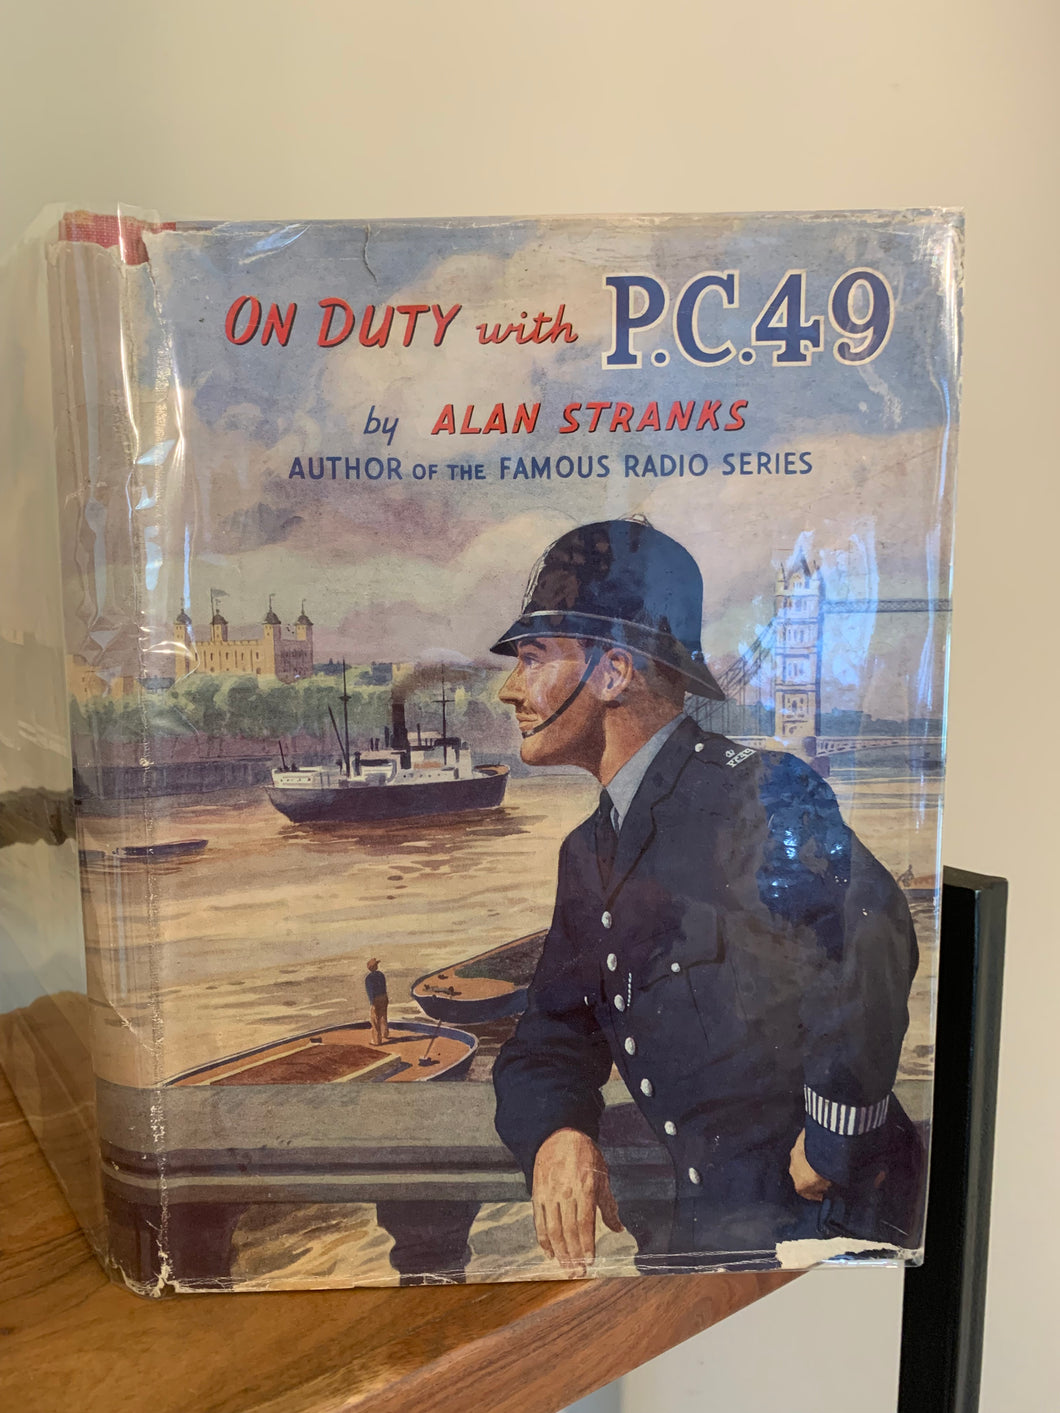 ON DUTY with P.C.49
by ALAN STRANKS
AUTHOR OF THE FAMOUS RADIO SERIES